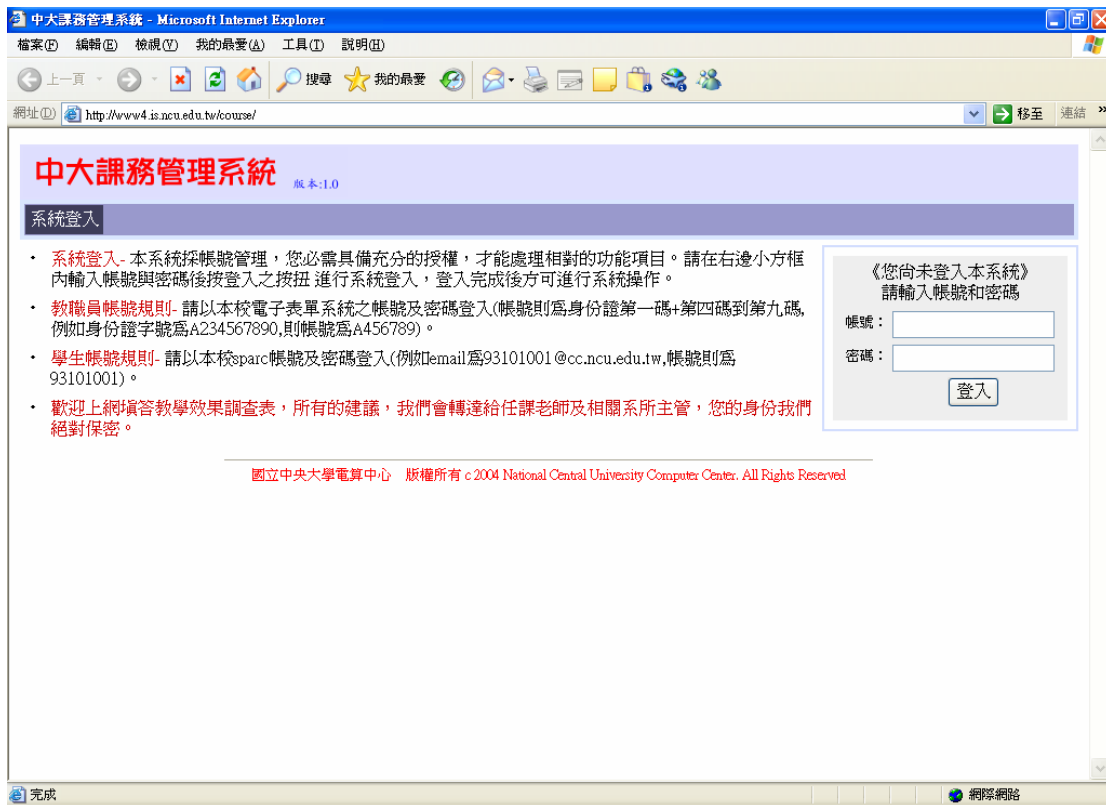 中大課務管理系統 - Microsoft Internet Explorer
檔案(F) 編輯(E) 檢視(V) 我的最愛(A) 工具(T) 說明(H)
上一頁 搜尋 我的最愛
網址(D) http://www4.is.ncu.edu.tw/course/ 移至 連結 »
中大課務管理系統 版本:1.0
系統登入
• 系統登入- 本系統採帳號管理，您必需具備充分的授權，才能處理相對的功能項目。請在右邊小方框
內輸入帳號與密碼後按登入之按扭 進行系統登入，登入完成後方可進行系統操作。
• 教職員帳號規則- 請以本校電子表單系統之帳號及密碼登入(帳號則為身份證第一碼+第四碼到第九碼,
例如身份證字號為A234567890,則帳號為A456789)。
• 學生帳號規則- 請以本校sparc帳號及密碼登入(例如email為93101001@cc.ncu.edu.tw,帳號則為
93101001)。
• 歡迎上網填答教學效果調查表，所有的建議，我們會轉達給任課老師及相關系所主管，您的身份我們
絕對保密。
《您尚未登入本系統》
請輸入帳號和密碼
帳號：
密碼：
登入
國立中央大學電算中心 版權所有 c 2004 National Central University Computer Center. All Rights Reserved
完成 網際網路